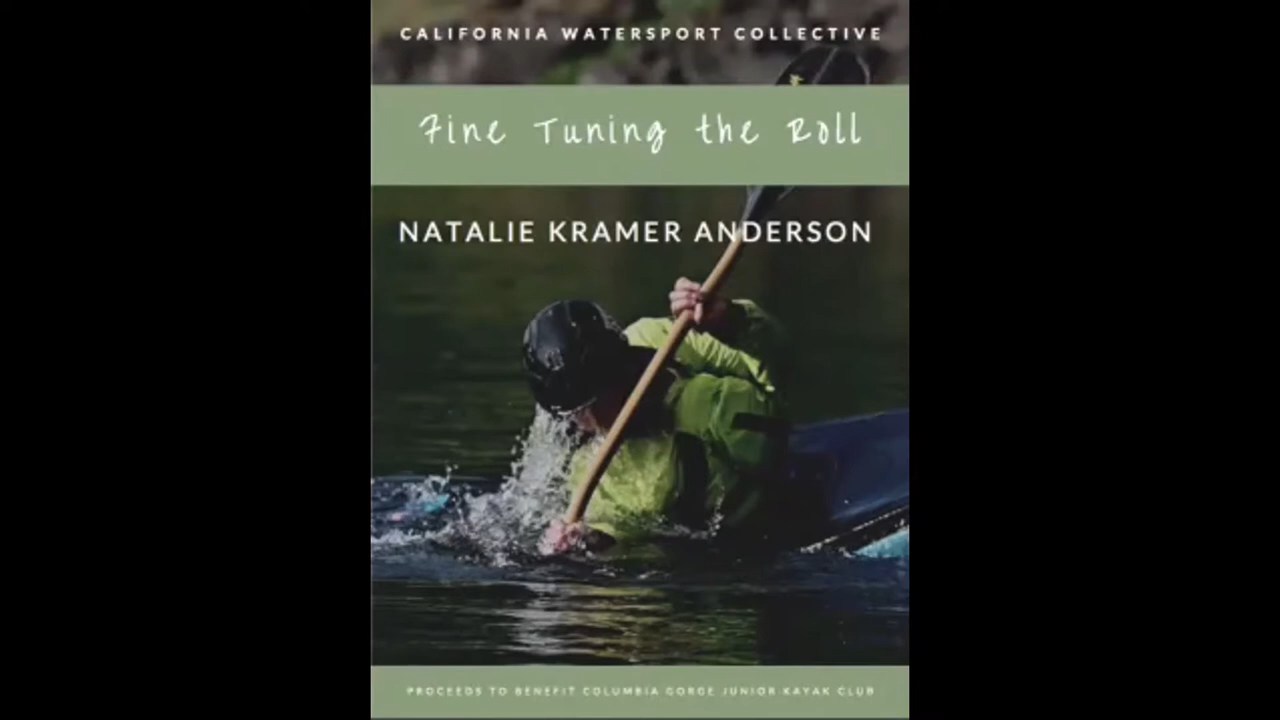 CALIFORNIA WATERSPORT COLLECTIVE
Fine Tuning the Roll
NATALIE KRAMER ANDERSON
PROCEEDS TO BENEFIT COLUMBIA GORGE JUNIOR KAYAK CLUB